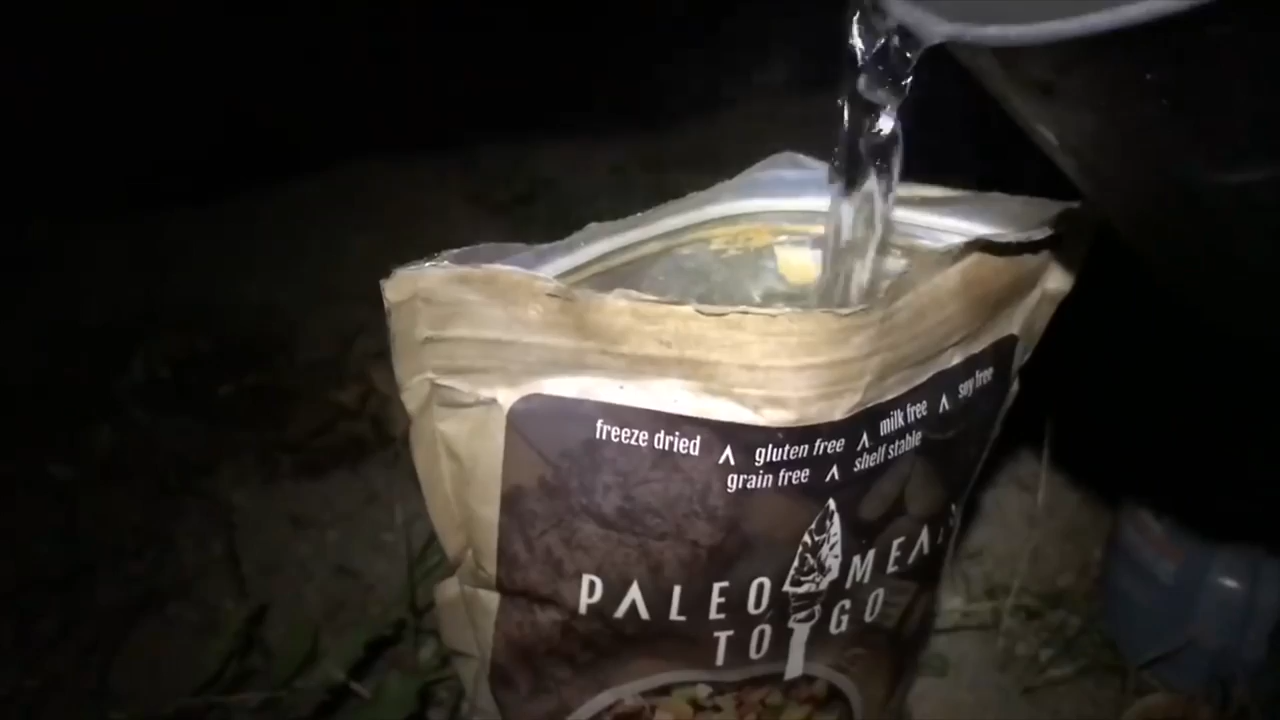 freeze dried ʌ gluten free ʌ milk free ʌ soy free
grain free ʌ shelf stable
PALEO MEALS
TO GO